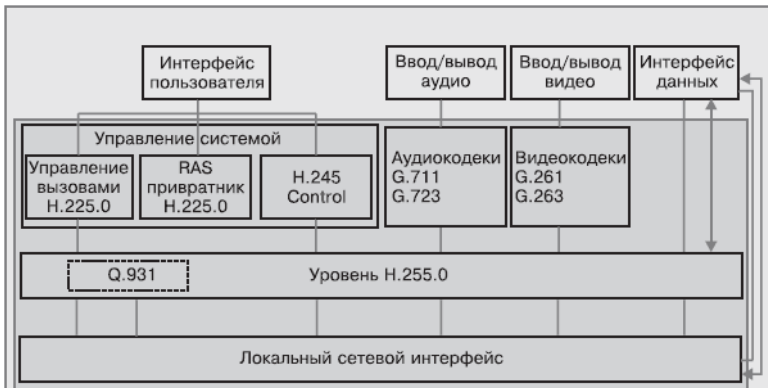 Интерфейс
пользователя
Ввод/вывод
аудио
Ввод/вывод
видео
Интерфейс
данных
Управление системой
Управление
вызовами
H.225.0
RAS
привратник
H.225.0
H.245
Control
Аудиокодеки
G.711
G.723
Видеокодеки
G.261
G.263
Q.931
Уровень H.255.0
Локальный сетевой интерфейс